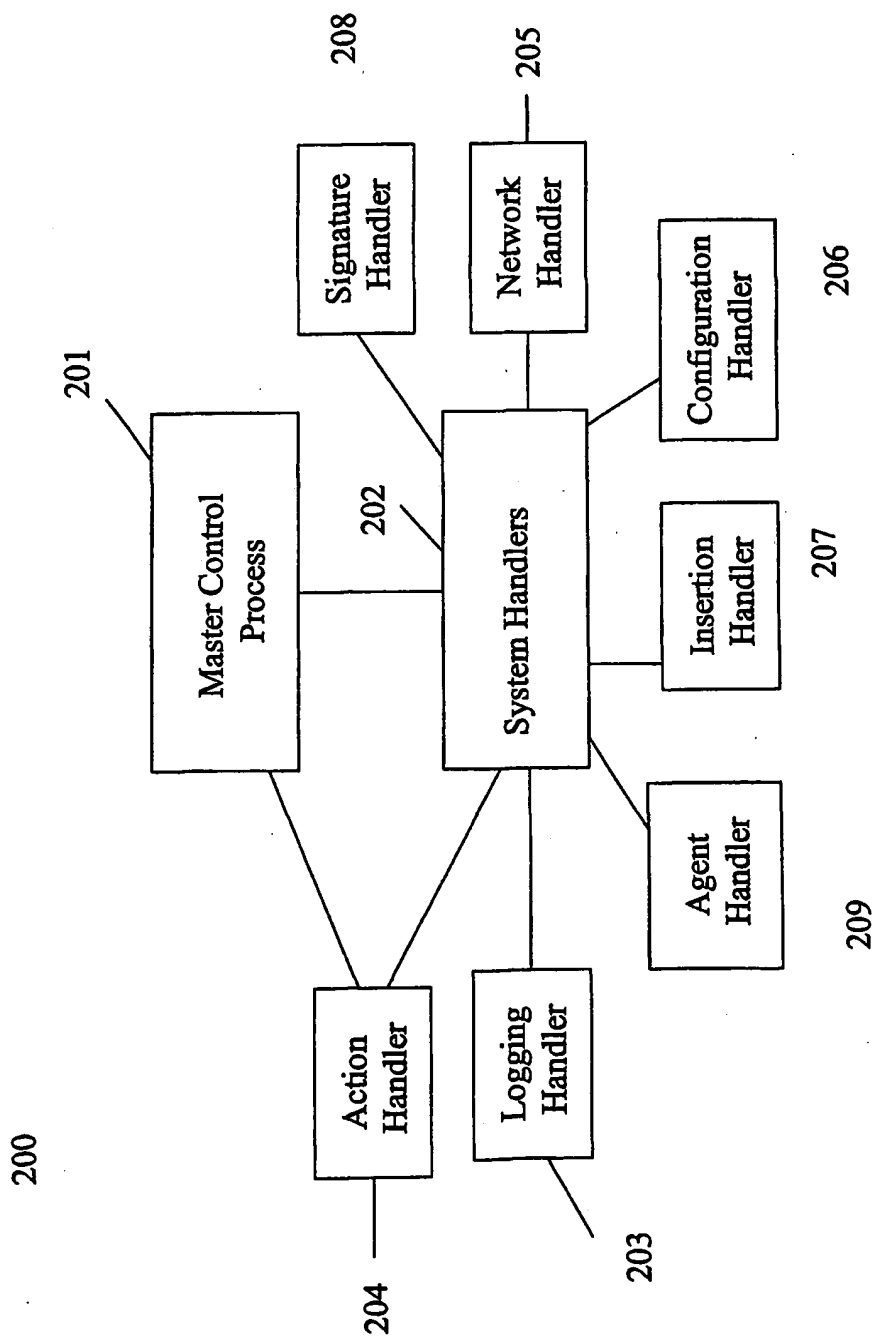 200
201
Master Control
Process
208
Signature
Handler
204
Action
Handler
202
System Handlers
Network
Handler
205
203
Logging
Handler
209
Agent
Handler
Insertion
Handler
207
Configuration
Handler
206